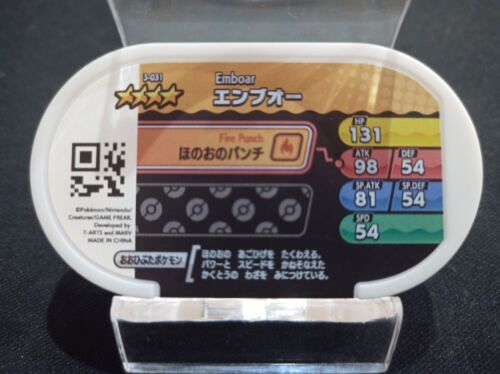 3-031
Emboar
エンブオー
Fire Punch
ほのおのパンチ
HP
131
ATK
98
DEF
54
SP.ATK
81
SP.DEF
54
SPD
54
©Pokémon/Nintendo/
Creatures/GAME FREAK.
Developed by
T-ARTS and MARV
MADE IN CHINA
おおひぶたポケモン
ほのおの あごひげを たくわえる。
パワーと スピードを かねそなえた
かくとうの わざを みにつけている。